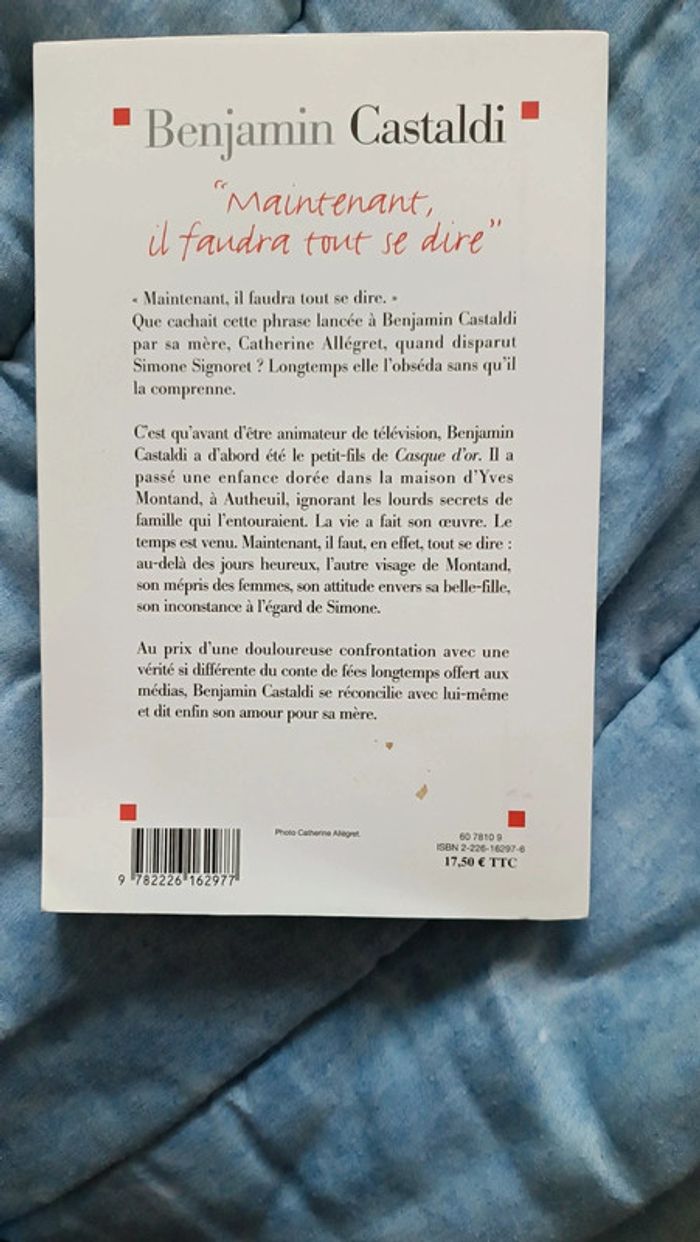 Benjamin Castaldi
"Maintenant,
il faudra tout se dire"
« Maintenant, il faudra tout se dire. »
Que cachait cette phrase lancée à Benjamin Castaldi
par sa mère, Catherine Allégret, quand disparut
Simone Signoret ? Longtemps elle l'obséda sans qu'il
la comprenne.
C'est qu'avant d'être animateur de télévision, Benjamin
Castaldi a d'abord été le petit-fils de Casque d'or. Il a
passé une enfance dorée dans la maison d'Yves
Montand, à Autheuil, ignorant les lourds secrets de
famille qui l'entouraient. La vie a fait son œuvre. Le
temps est venu. Maintenant, il faut, en effet, tout se dire :
au-delà des jours heureux, l'autre visage de Montand,
son mépris des femmes, son attitude envers sa belle-fille,
son inconstance à l'égard de Simone.
Au prix d'une douloureuse confrontation avec une
vérité si différente du conte de fées longtemps offert aux
médias, Benjamin Castaldi se réconcilie avec lui-même
et dit enfin son amour pour sa mère.
Photo Catherine Allégret.
60 7810 9
ISBN 2-226-16297-6
17,50 € TTC
9 782226 162977